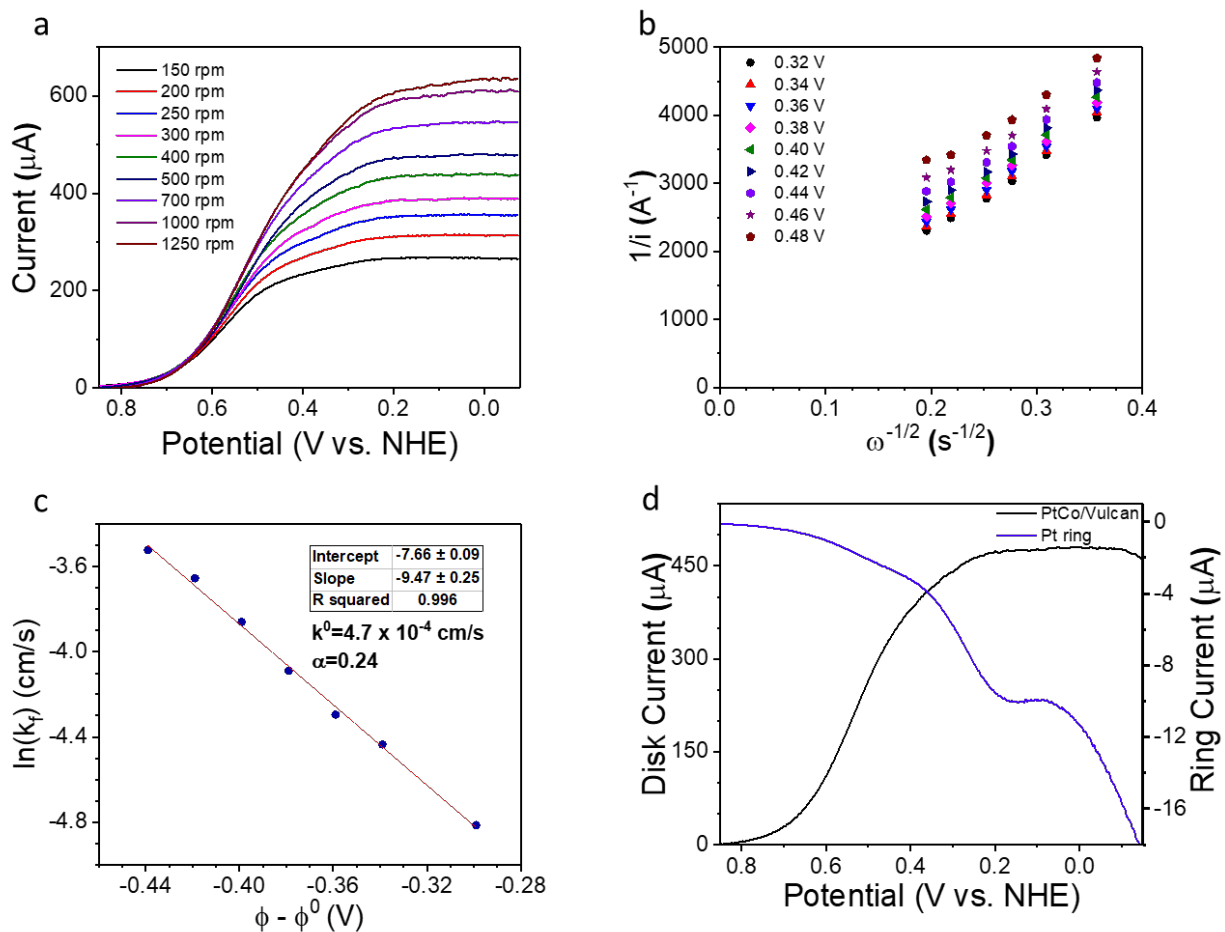 a
Current (μA)
600
400
200
0
150 rpm
200 rpm
250 rpm
300 rpm
400 rpm
500 rpm
700 rpm
1000 rpm
1250 rpm
0.8 0.6 0.4 0.2 0.0
Potential (V vs. NHE)
b
1/i (A⁻¹)
5000
4000
3000
2000
1000
0
0.32 V
0.34 V
0.36 V
0.38 V
0.40 V
0.42 V
0.44 V
0.46 V
0.48 V
0.0 0.1 0.2 0.3 0.4
ω⁻¹/² (s⁻¹/²)
c
ln(k_f) (cm/s)
-3.6
-4.0
-4.4
-4.8
Intercept -7.66 ± 0.09
Slope -9.47 ± 0.25
R squared 0.996
k⁰=4.7 x 10⁻⁴ cm/s
α=0.24
-0.44 -0.40 -0.36 -0.32 -0.28
ϕ - ϕ⁰ (V)
d
Disk Current (μA)
450
300
150
0
PtCo/Vulcan
Pt ring
0
-4
-8
-12
-16
Ring Current (μA)
0.8 0.6 0.4 0.2 0.0
Potential (V vs. NHE)